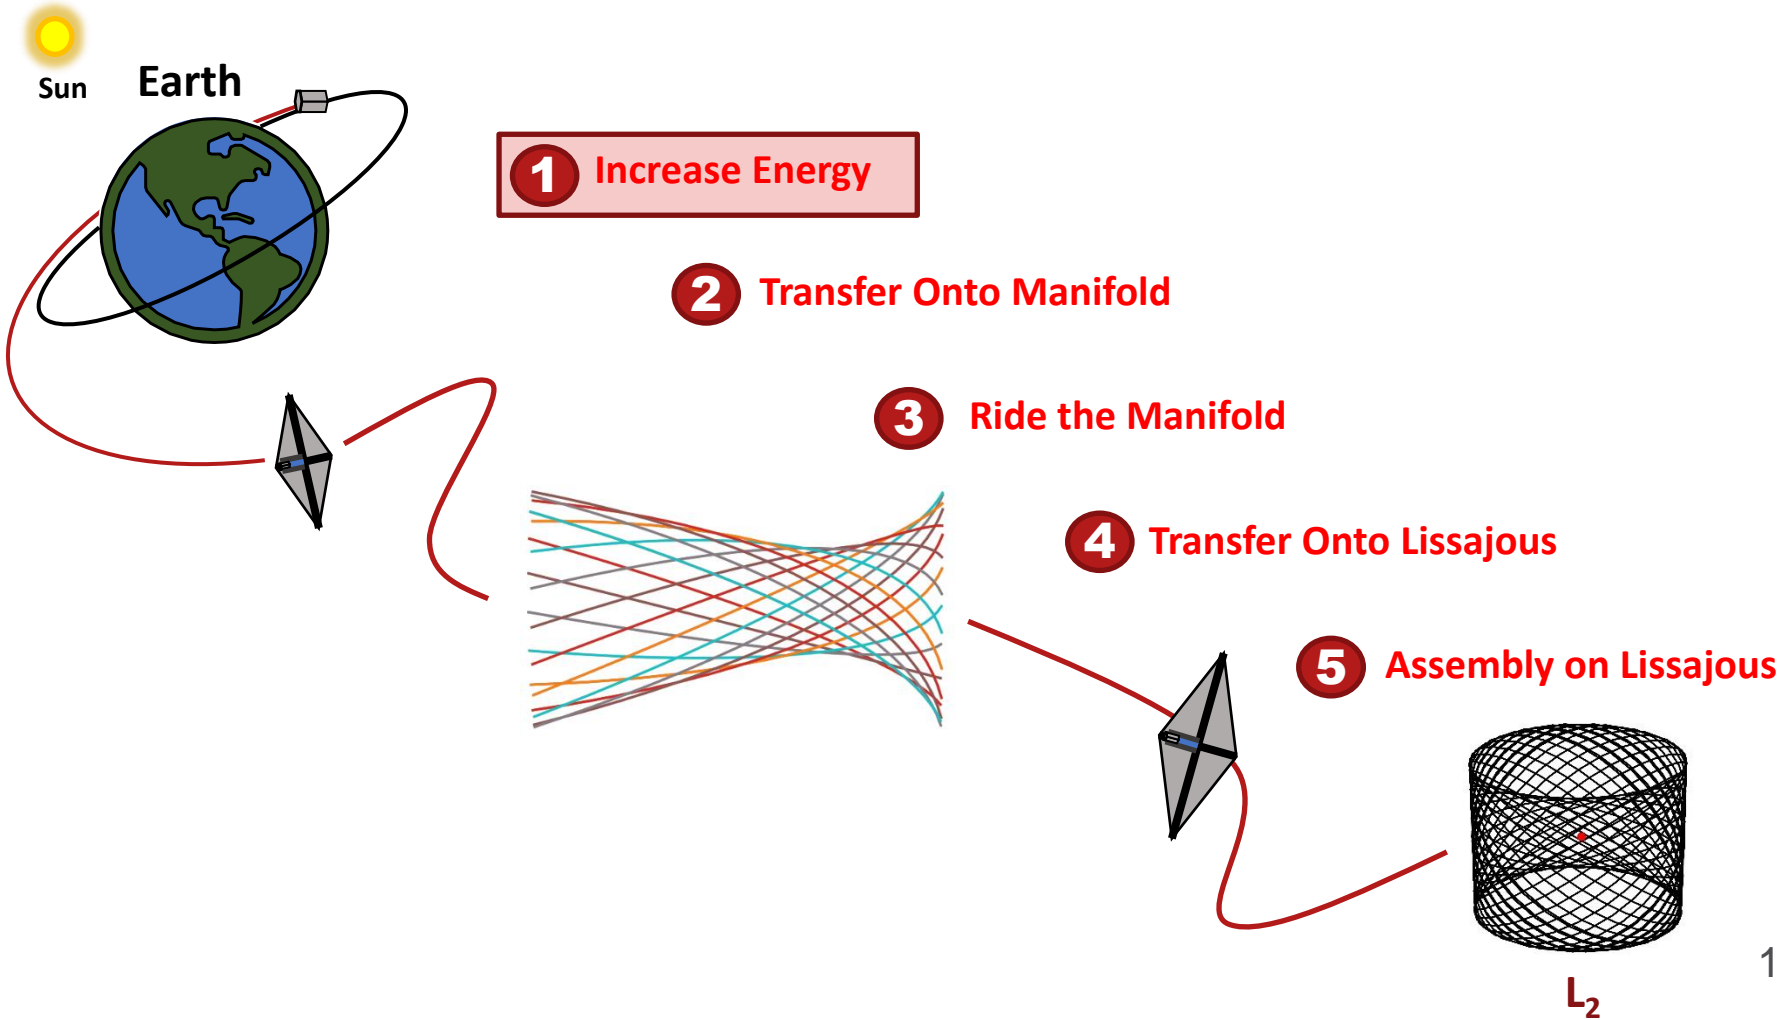 Sun
Earth
1 Increase Energy
2 Transfer Onto Manifold
3 Ride the Manifold
4 Transfer Onto Lissajous
5 Assembly on Lissajous
L₂
1